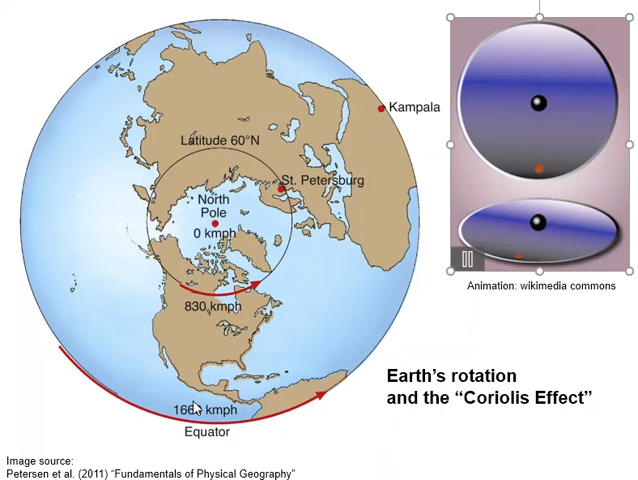 Kampala
Latitude 60°N
St. Petersburg
North
Pole
0 kmph
830 kmph
kmph
Equator
Animation: wikimedia commons
Earth's rotation
and the “Coriolis Effect”
Image source:
Petersen et al. (2011) “Fundamentals of Physical Geography”